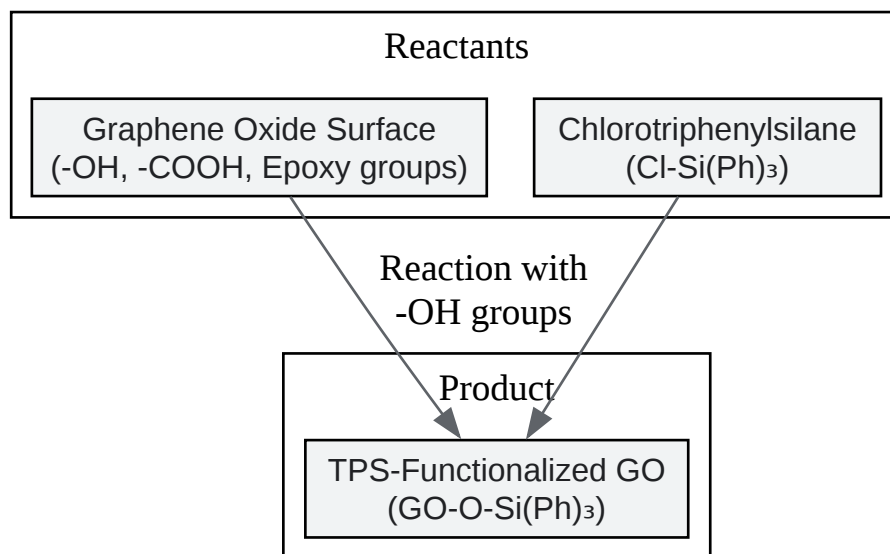 Reactants
Graphene Oxide Surface
(-OH, -COOH, Epoxy groups)
Chlorotriphenylsilane
(Cl-Si(Ph)₃)
Reaction with
-OH groups
Product
TPS-Functionalized GO
(GO-O-Si(Ph)₃)